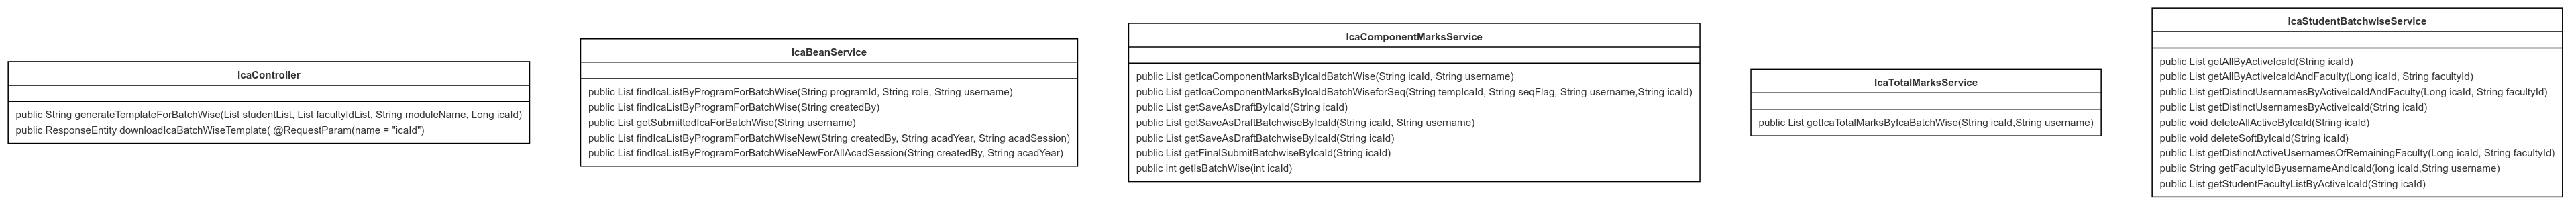 IcaController
public String generateTemplateForBatchWise(List studentList, List facultyIdList, String moduleName, Long icaId)
public ResponseEntity downloadIcaBatchWiseTemplate( @RequestParam(name = "icaId")
IcaBeanService
public List findIcaListByProgramForBatchWise(String programId, String role, String username)
public List findIcaListByProgramForBatchWise(String createdBy)
public List getSubmittedIcaForBatchWise(String username)
public List findIcaListByProgramForBatchWiseNew(String createdBy, String acadYear, String acadSession)
public List findIcaListByProgramForBatchWiseNewForAllAcadSession(String createdBy, String acadYear)
IcaComponentMarksService
public List getIcaComponentMarksByIcaIdBatchWise(String icaId, String username)
public List getIcaComponentMarksByIcaIdBatchWiseforSeq(String tempIcaId, String seqFlag, String username,String icaId)
public List getSaveAsDraftByIcaId(String icaId)
public List getSaveAsDraftBatchwiseByIcaId(String icaId, String username)
public List getSaveAsDraftBatchwiseByIcaId(String icaId)
public List getFinalSubmitBatchwiseByIcaId(String icaId)
public int getIsBatchWise(int icaId)
IcaTotalMarksService
public List getIcaTotalMarksByIcaBatchWise(String icaId,String username)
IcaStudentBatchwiseService
public List getAllByActiveIcaId(String icaId)
public List getAllByActiveIcaIdAndFaculty(Long icaId, String facultyId)
public List getDistinctUsernamesByActiveIcaIdAndFaculty(Long icaId, String facultyId)
public List getDistinctUsernamesByActiveIcaId(String icaId)
public void deleteAllActiveByIcaId(String icaId)
public void deleteSoftByIcaId(String icaId)
public List getDistinctActiveUsernamesOfRemainingFaculty(Long icaId, String facultyId)
public String getFacultyIdByusernameAndIcaId(long icaId,String username)
public List getStudentFacultyListByActiveIcaId(String icaId)